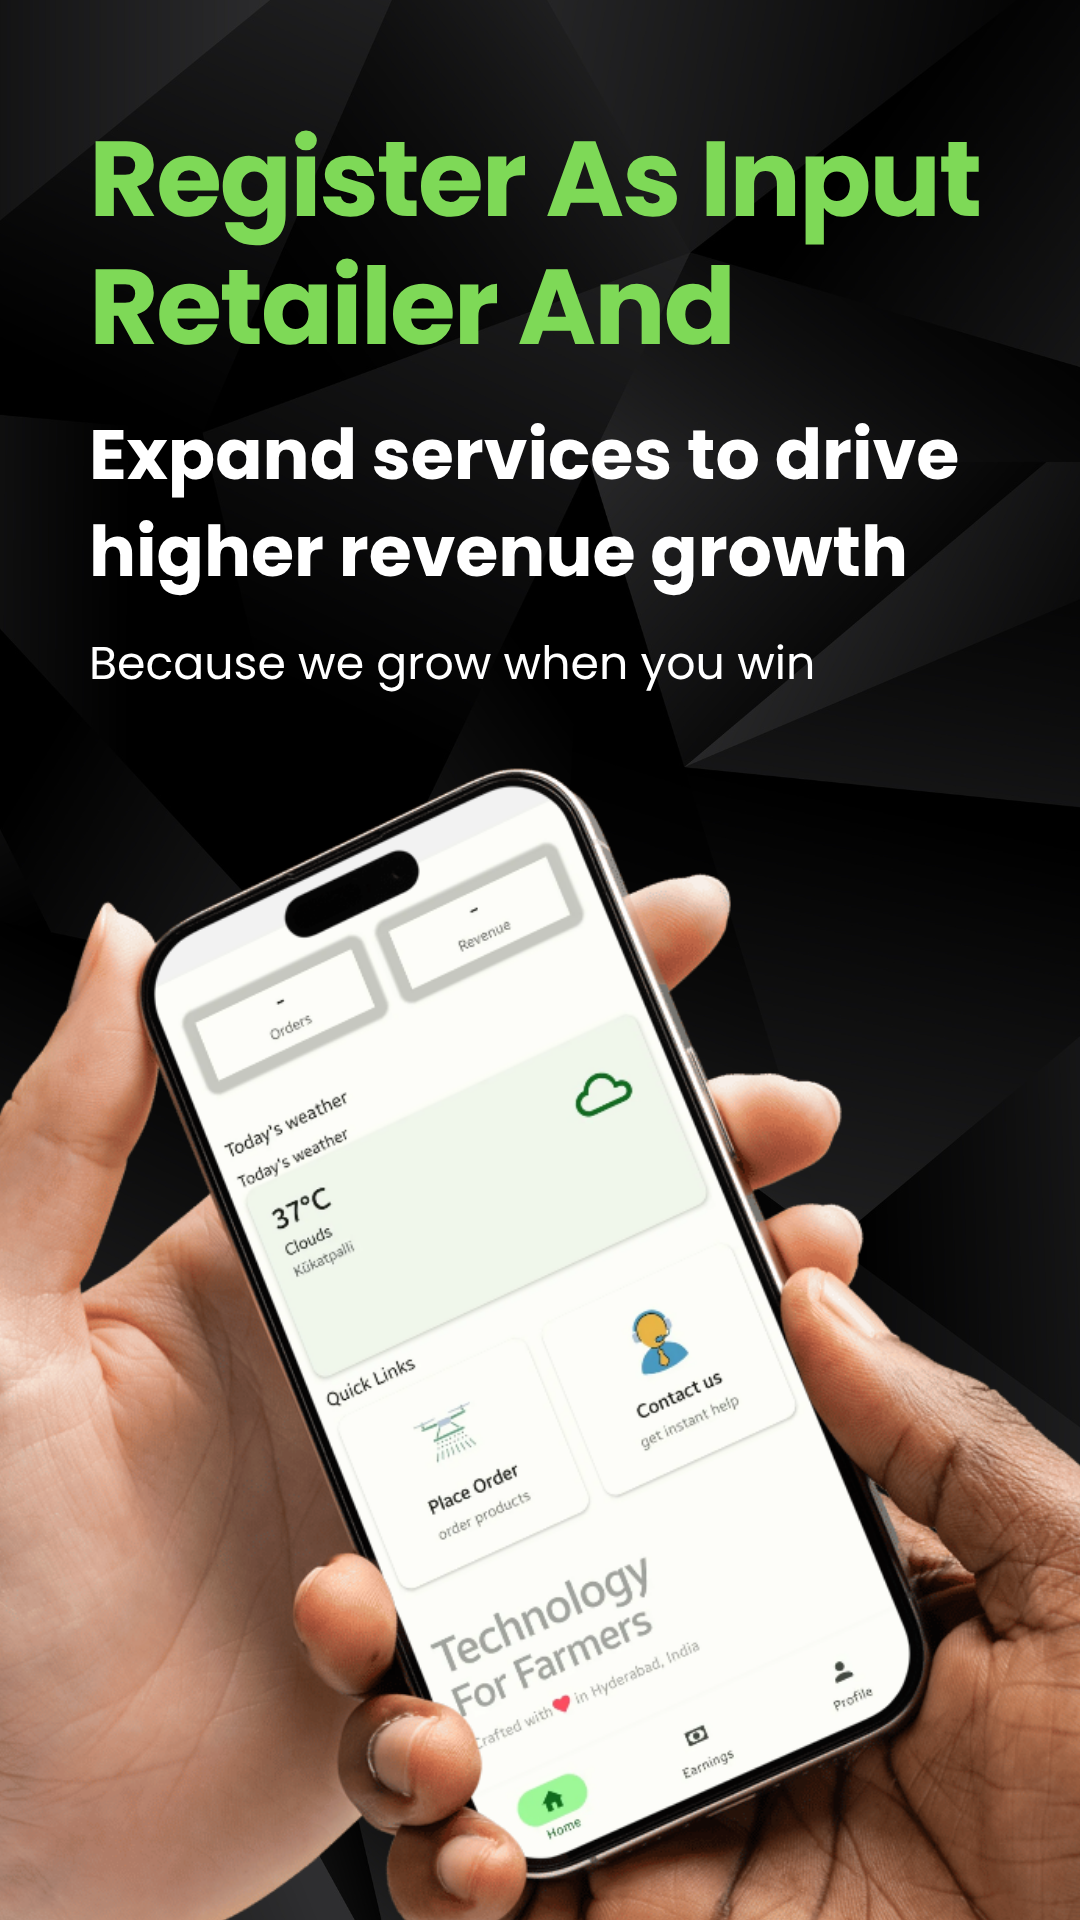 Register As Input
Retailer And
Expand services to drive
higher revenue growth
Because we grow when you win
-
Orders
-
Revenue
Today's weather
Today's weather
37°C
Clouds
Kūkatpalli
Quick Links
Place Order
order products
Contact us
get instant help
Technology
For Farmers
Crafted with ❤️ in Hyderabad, India
Home
Earnings
Profile